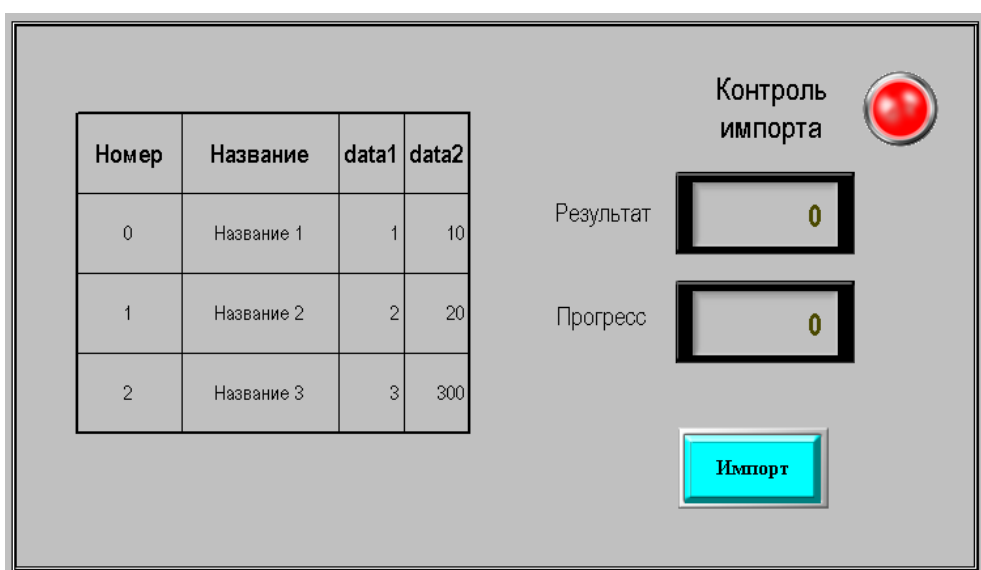 Контроль
импорта
Номер Название data1 data2
0 Название 1 1 10
1 Название 2 2 20
2 Название 3 3 300
Результат 0
Прогресс 0
Импорт